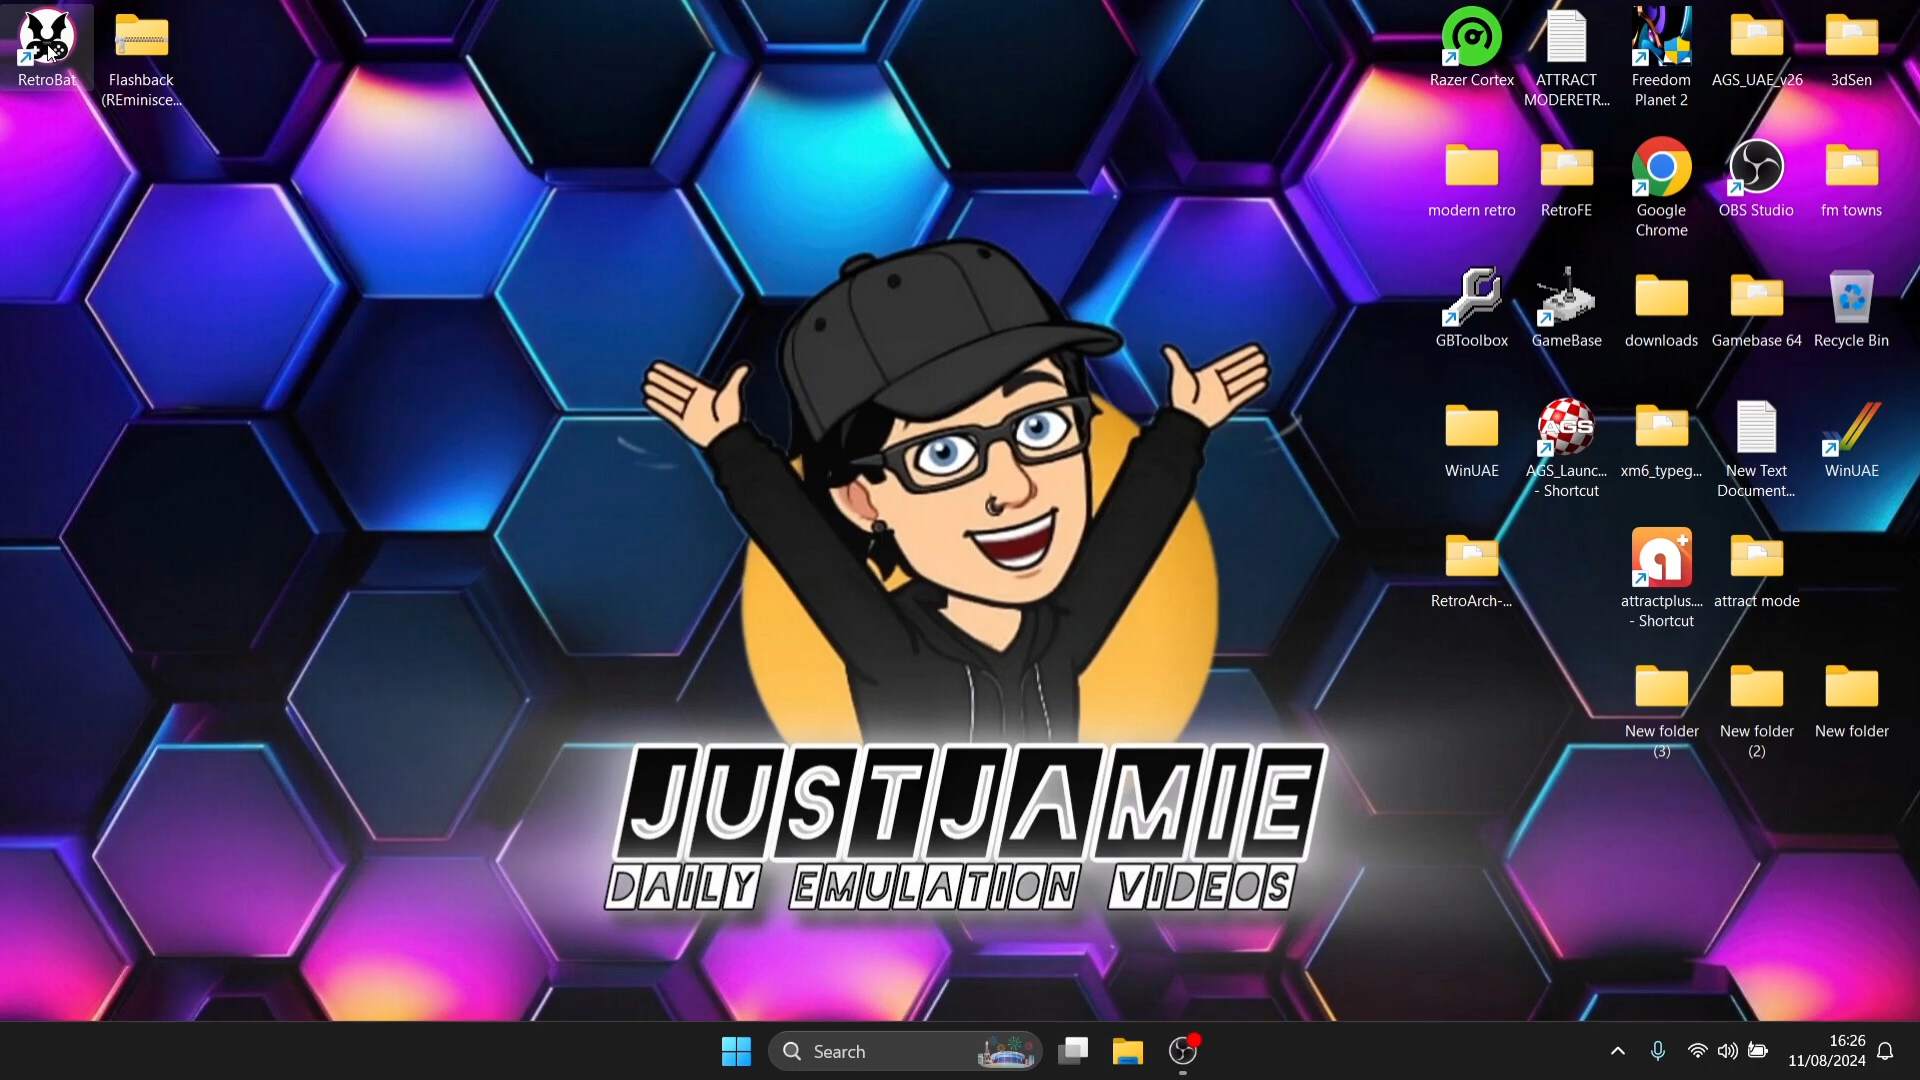 RetroBat
Flashback
(REminisce...
Razer Cortex
ATTRACT
MODERETR...
Freedom
Planet 2
AGS_UAE_v26
3dSen
modern retro
RetroFE
Google
Chrome
OBS Studio
fm towns
GBToolbox
GameBase
downloads
Gamebase 64
Recycle Bin
WinUAE
AGS
AGS_Launc...
- Shortcut
xm6_typeg...
New Text
Document...
WinUAE
RetroArch-...
attractplus....
- Shortcut
attract mode
New folder
(3)
New folder
(2)
New folder
JUSTJAMIE
DAILY EMULATION VIDEOS
Search
16:26
11/08/2024